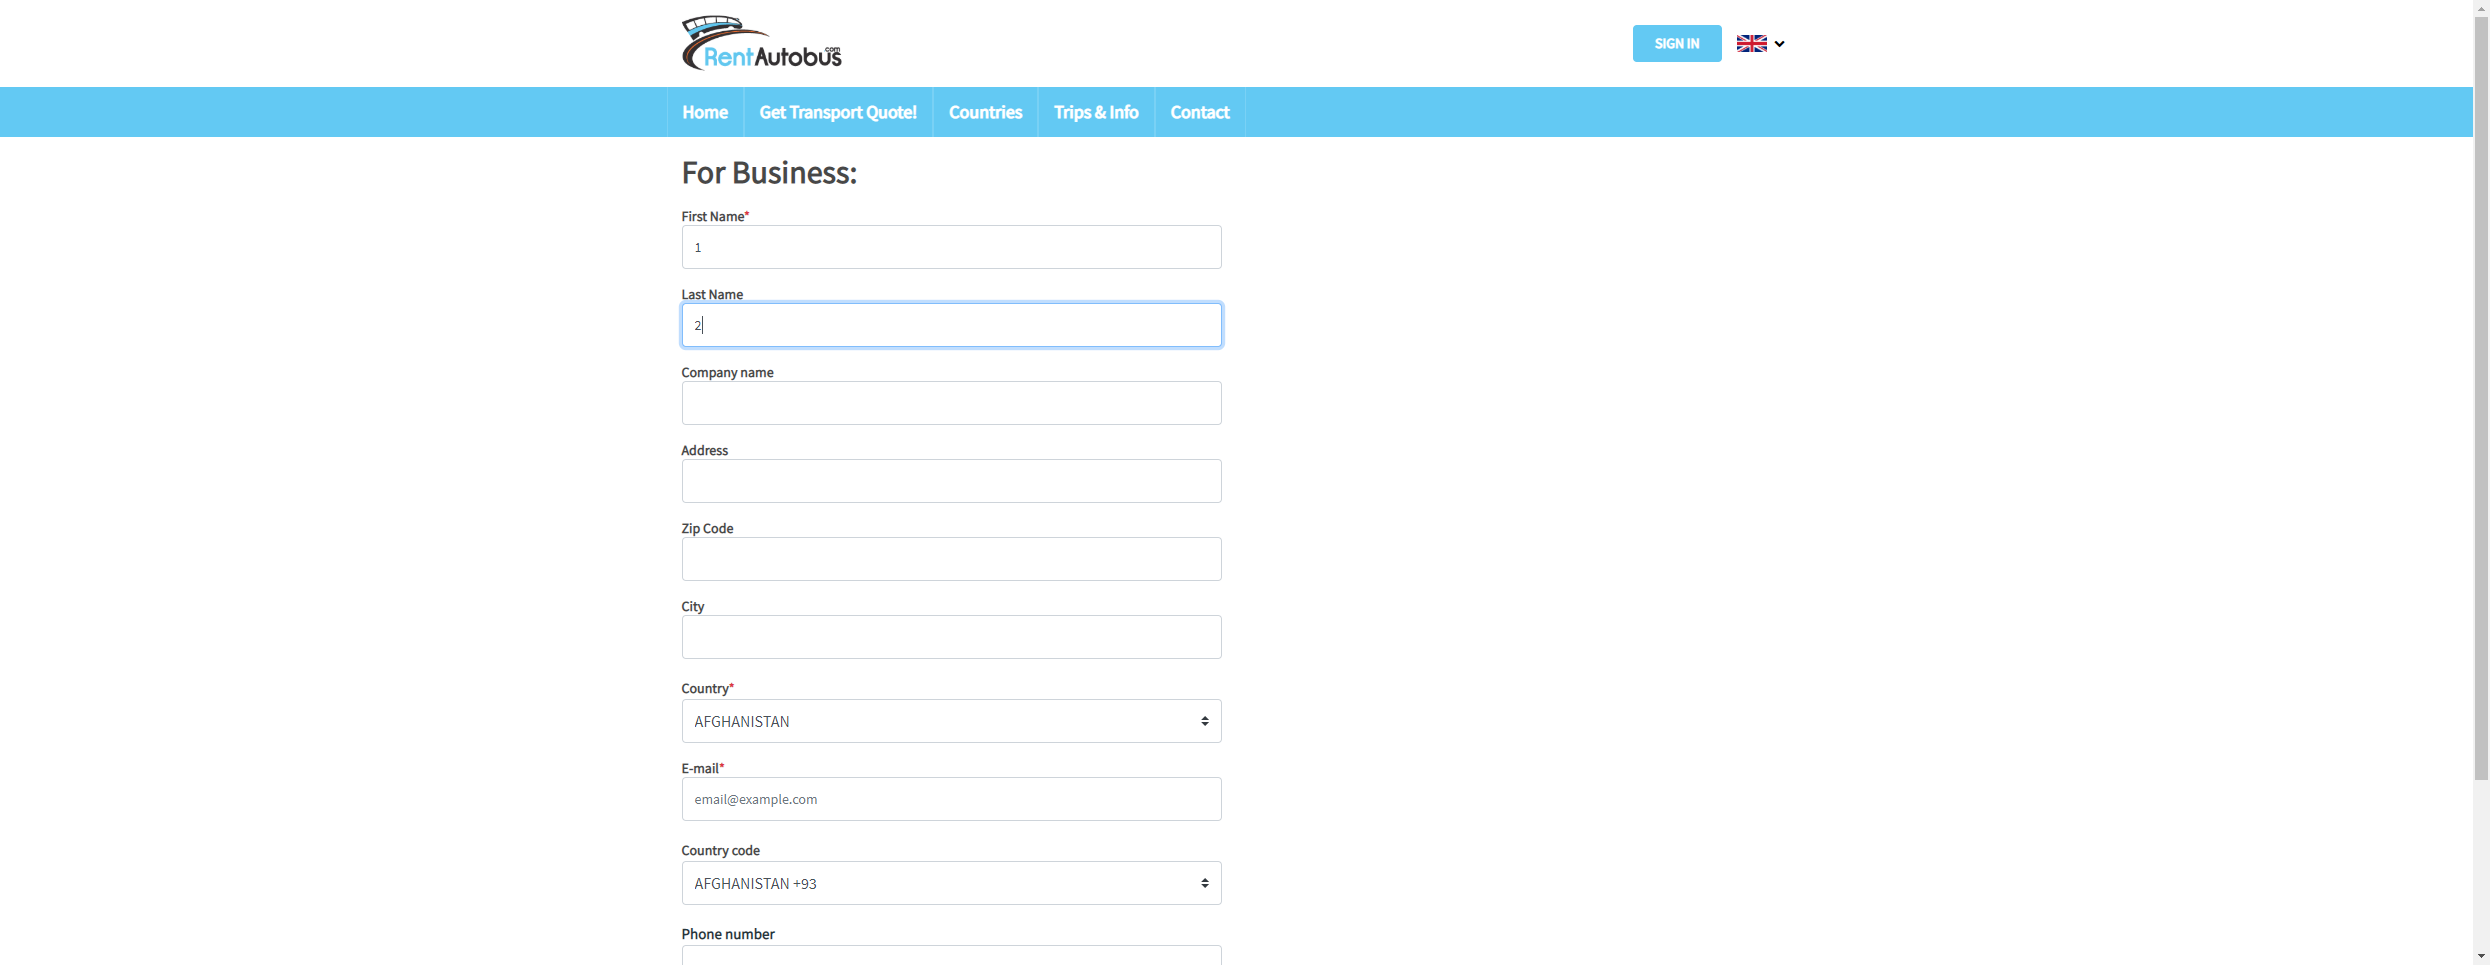 RentAutobus.com
SIGN IN
Home
Get Transport Quote!
Countries
Trips & Info
Contact
For Business:
First Name*
1
Last Name
2
Company name
Address
Zip Code
City
Country*
AFGHANISTAN
E-mail*
email@example.com
Country code
AFGHANISTAN +93
Phone number